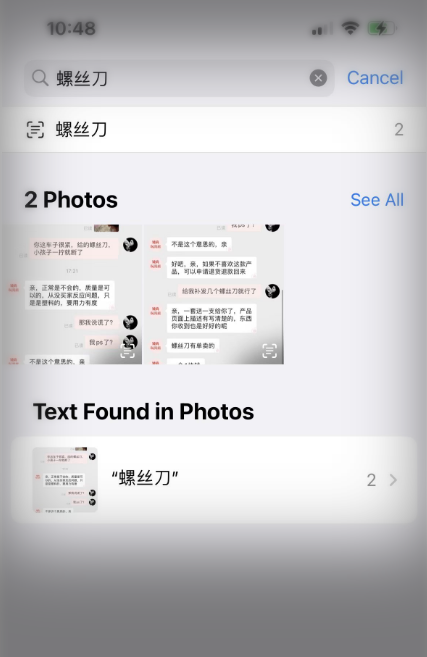 10:48
螺丝刀
Cancel
螺丝刀
2
2 Photos
See All
你这车子很紧，给的螺丝刀，
小孩子一拧就断了
17:21
亲，正常是不会的，质量是可
以的，从没买家反应问题，只
是是塑料的，要用力有度
那我没谎了？
我ps了？
不是这个意思的，亲
不是这个意思的，亲
好吧，亲，如果不喜欢这款产
品，可以申请退货退款回来
给我补发几个螺丝刀就行了
亲，一套送一支给你了，产品
页面上描述有写清楚的，东西
你收到也是好好的呢
螺丝刀有单卖的
Text Found in Photos
“螺丝刀”
2